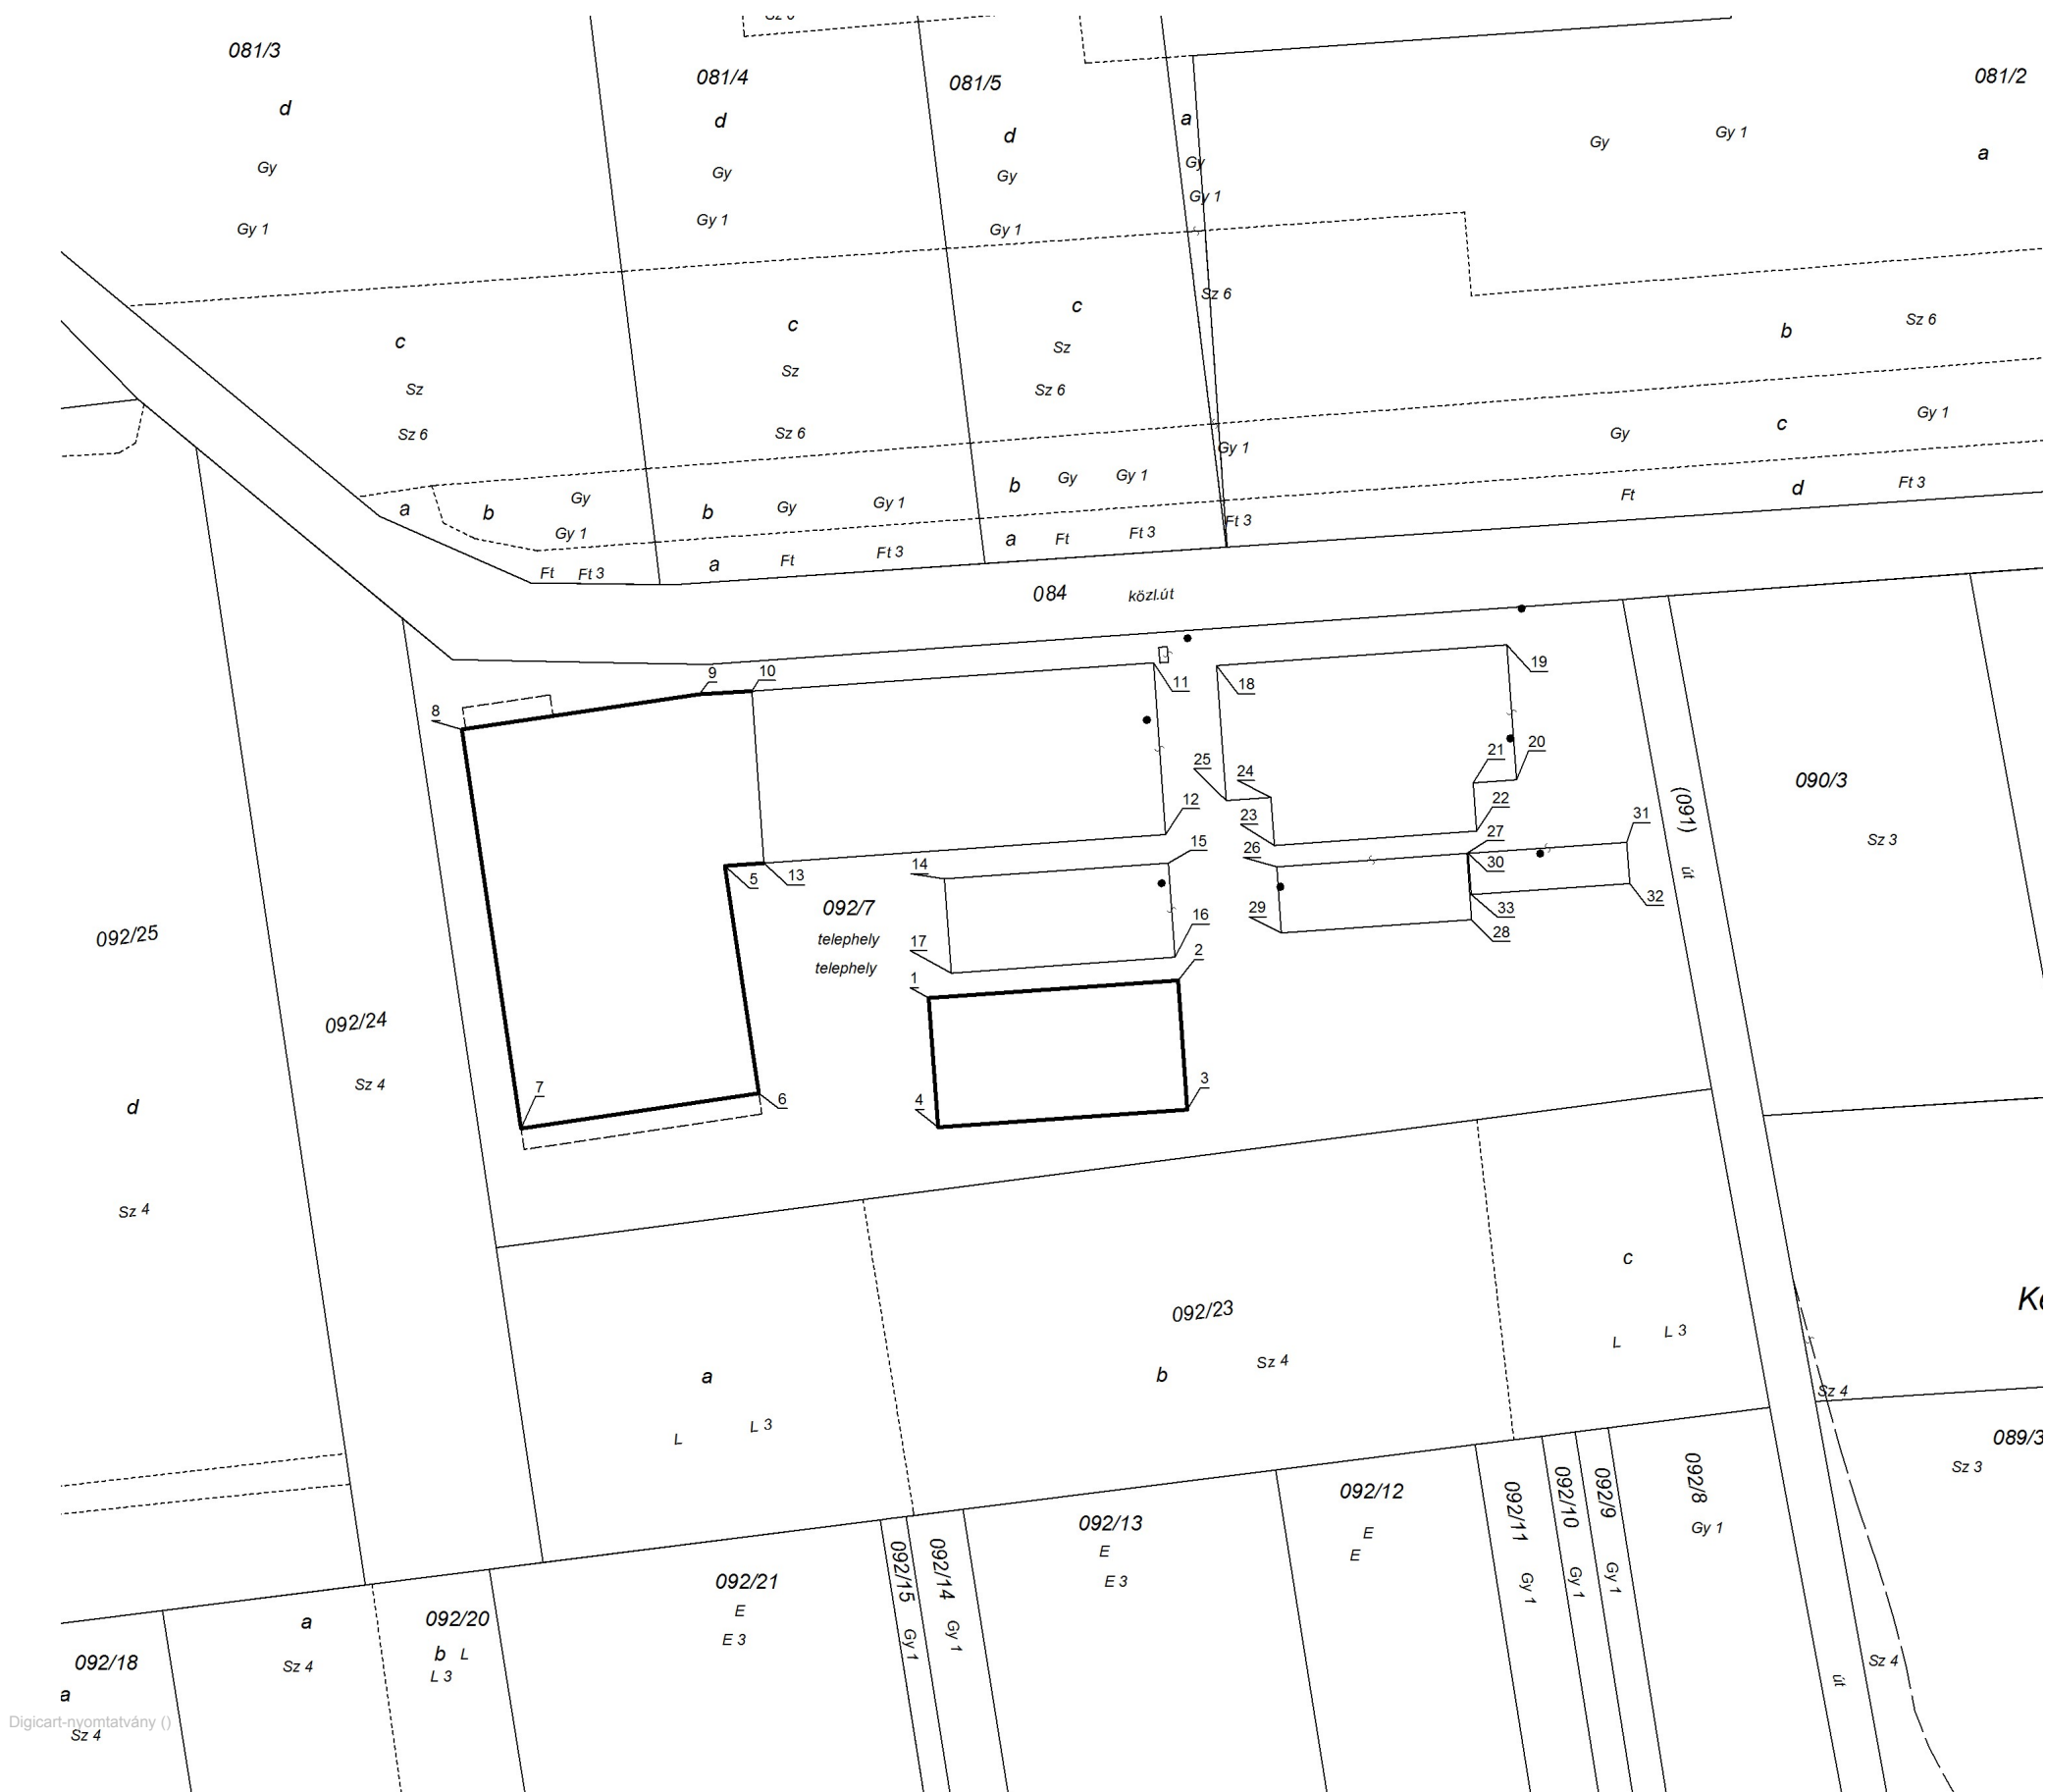 081/3
081/4
081/5
081/2
d
d
d
a
a
Gy
Gy
Gy
Gy
Gy
Gy 1
Gy 1
Gy 1
Gy 1
Gy 1
c
c
c
Sz 6
b
Sz 6
Sz
Sz
Sz
Sz 6
Sz 6
Sz 6
Gy 1
Gy
c
Gy 1
a
b
Gy
Gy 1
b
Gy
Gy 1
b
Gy
Gy 1
Ft
d
Ft 3
Ft
Ft 3
a
Ft
Ft 3
a
Ft
Ft 3
Ft 3
084
közl.út
8
9
10
11
18
19
25
24
21
20
12
23
22
26
27
31
14
15
30
5
13
32
33
29
28
17
16
1
2
4
3
7
6
092/7
telephely
telephely
(091)
út
090/3
Sz 3
092/25
092/24
Sz 4
d
Sz 4
092/23
a
b
Sz 4
c
L
L 3
L
L 3
Sz 4
089/3
Sz 3
092/18
a
Sz 4
a
Sz 4
092/20
b L
L 3
092/21
E
E 3
092/15
Gy 1
092/14
Gy 1
092/13
E
E 3
092/12
E
E
092/11
Gy 1
092/10
Gy 1
092/9
Gy 1
092/8
Gy 1
út
Sz 4
Digicart-nyomtatvány ()